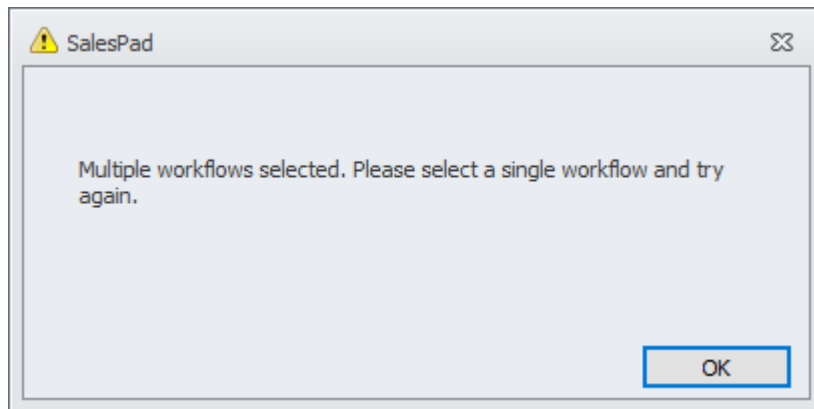 SalesPad
Multiple workflows selected. Please select a single workflow and try
again.
OK